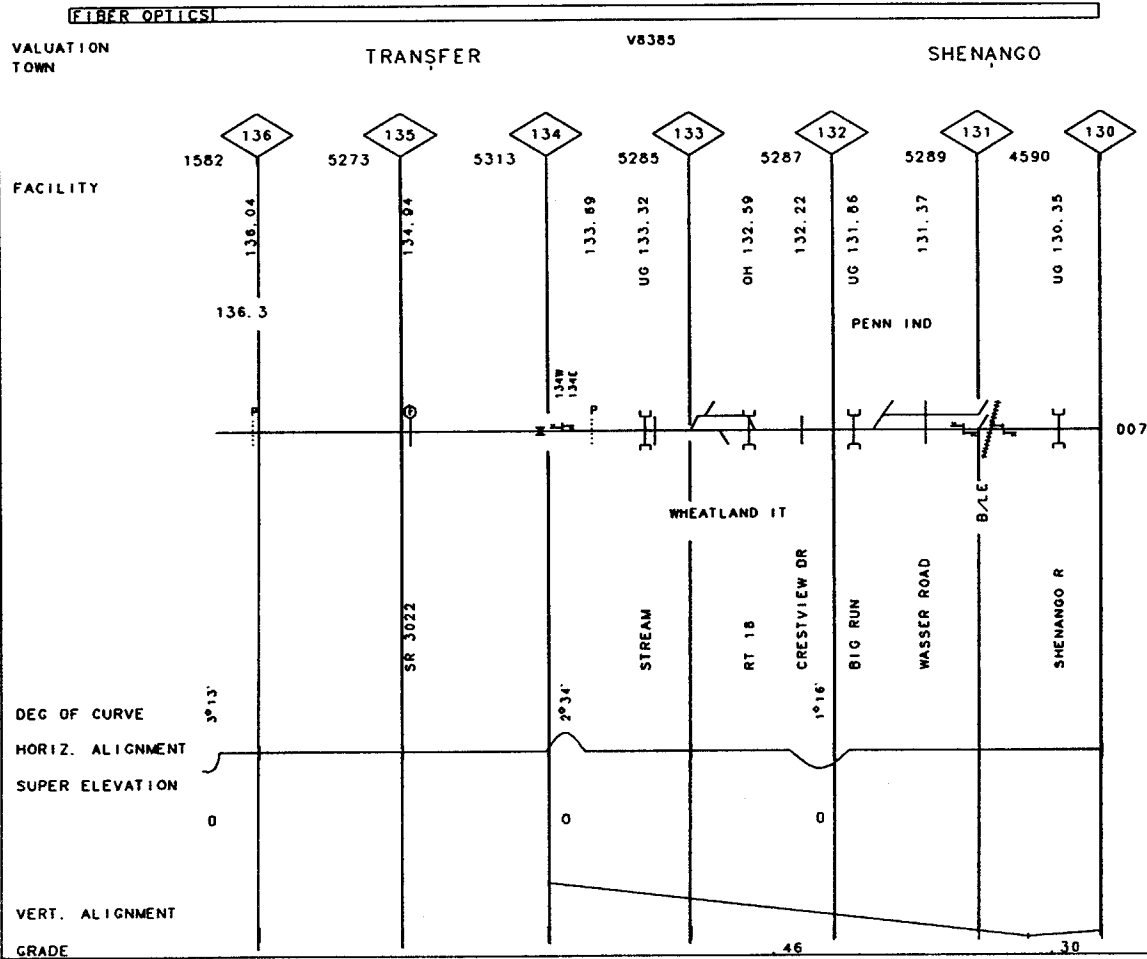 FIBER OPTICS
VALUATION V8385
TOWN TRANSFER SHENANGO
136 135 134 133 132 131 130
1582 5273 5313 5285 5287 5289 4590
FACILITY
136.04 134.94 133.69 UG 133.32 OH 132.59 132.22 UG 131.86 131.37 UG 130.35
136.3
PENN IND
134W
134E
P F P
007
WHEATLAND IT
B/LE
SR 3022 STREAM RT 18 CRESTVIEW DR BIG RUN WASSER ROAD SHENANGO R
DEG OF CURVE 3°13' 2°34' 1°16'
HORIZ. ALIGNMENT
SUPER ELEVATION
0 0 0
VERT. ALIGNMENT
GRADE .46 .30